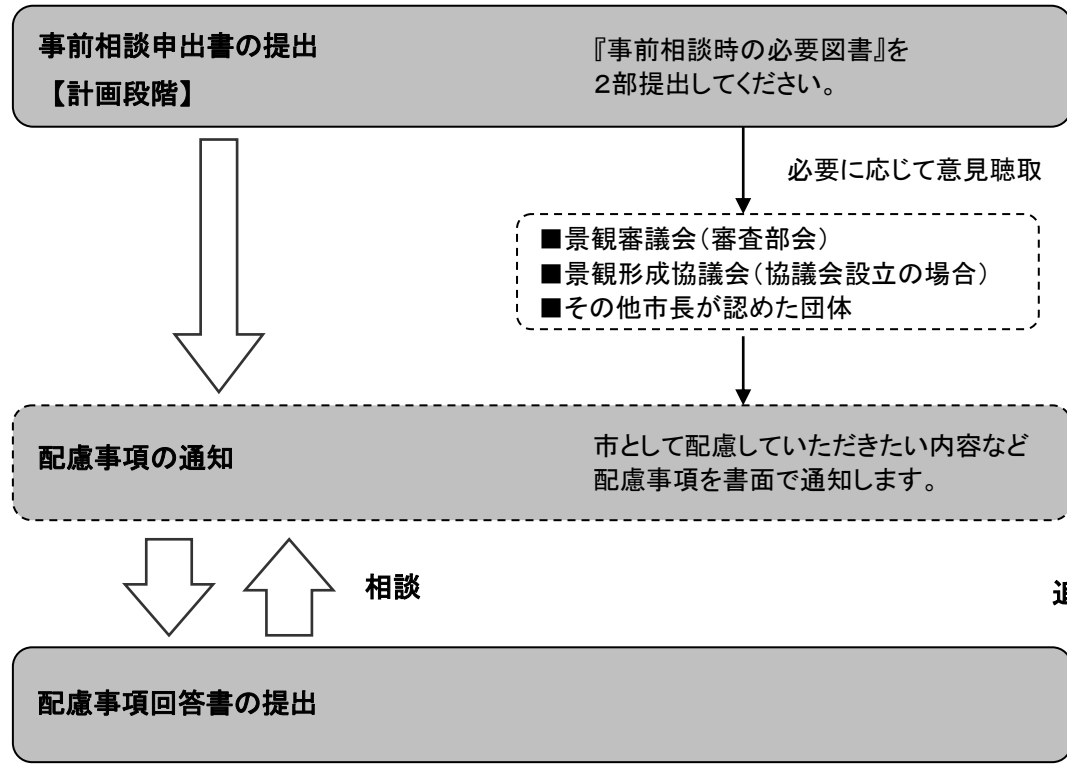 事前相談申出書の提出
【計画段階】
『事前相談時の必要図書』を
2部提出してください。
必要に応じて意見聴取
■景観審議会(審査部会)
■景観形成協議会(協議会設立の場合)
■その他市長が認めた団体
配慮事項の通知
市として配慮していただきたい内容など
配慮事項を書面で通知します。
相談
配慮事項回答書の提出